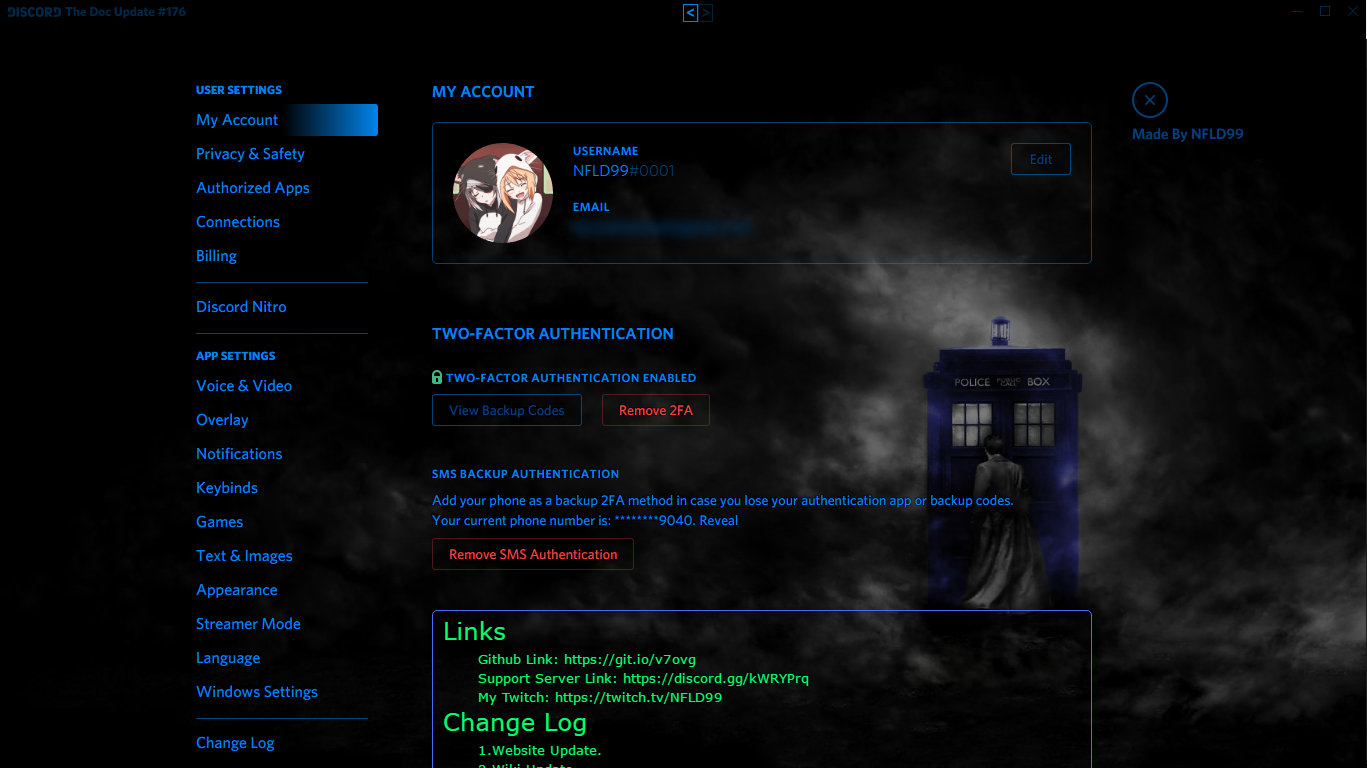 DISCORD The Doc Update #176
< >
USER SETTINGS
My Account
Privacy & Safety
Authorized Apps
Connections
Billing
Discord Nitro
APP SETTINGS
Voice & Video
Overlay
Notifications
Keybinds
Games
Text & Images
Appearance
Streamer Mode
Language
Windows Settings
Change Log
MY ACCOUNT
USERNAME
NFLD99#0001
Edit
EMAIL
Made By NFLD99
TWO-FACTOR AUTHENTICATION
TWO-FACTOR AUTHENTICATION ENABLED
View Backup Codes
Remove 2FA
SMS BACKUP AUTHENTICATION
Add your phone as a backup 2FA method in case you lose your authentication app or backup codes.
Your current phone number is: ********9040. Reveal
Remove SMS Authentication
POLICE PUBLIC CALL BOX
Links
Github Link: https://git.io/v7ovg
Support Server Link: https://discord.gg/kWRYPrq
My Twitch: https://twitch.tv/NFLD99
Change Log
1.Website Update.
2.Wiki Update